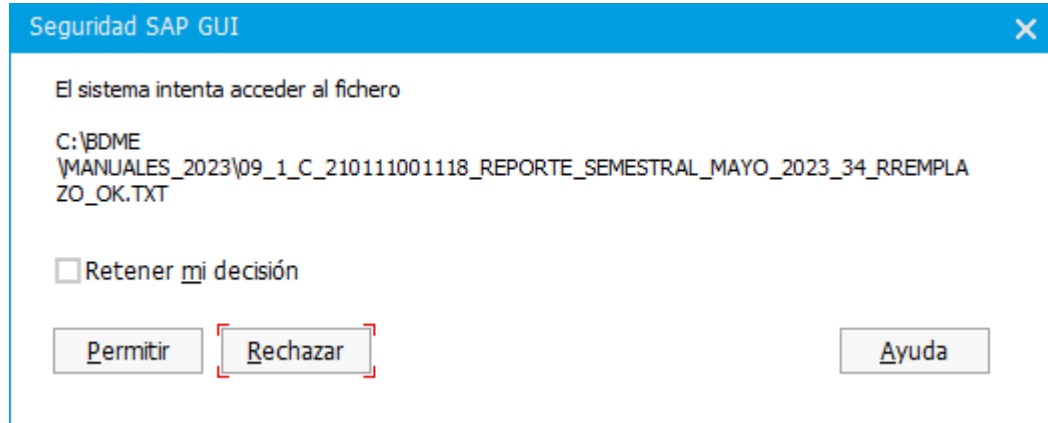 Seguridad SAP GUI
El sistema intenta acceder al fichero
C:\BDME
\MANUALES_2023\09_1_C_210111001118_REPORTE_SEMESTRAL_MAYO_2023_34_RREMPLA
ZO_OK.TXT
Retener mi decisión
Permitir Rechazar Ayuda